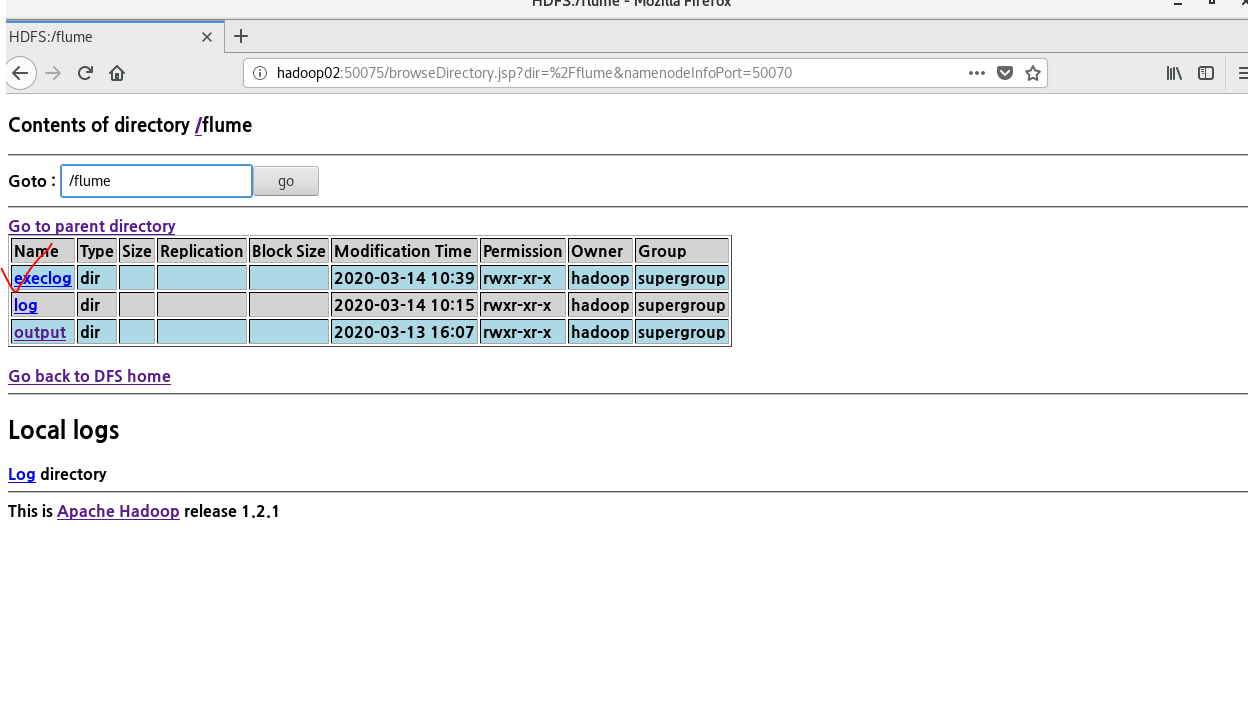 HDFS:/flume - Mozilla Firefox
HDFS:/flume
hadoop02:50075/browseDirectory.jsp?dir=%2Fflume&namenodeInfoPort=50070
Contents of directory /flume
Goto : /flume go
Go to parent directory
Name Type Size Replication Block Size Modification Time Permission Owner Group
execlog dir 2020-03-14 10:39 rwxr-xr-x hadoop supergroup
log dir 2020-03-14 10:15 rwxr-xr-x hadoop supergroup
output dir 2020-03-13 16:07 rwxr-xr-x hadoop supergroup
Go back to DFS home
Local logs
Log directory
This is Apache Hadoop release 1.2.1